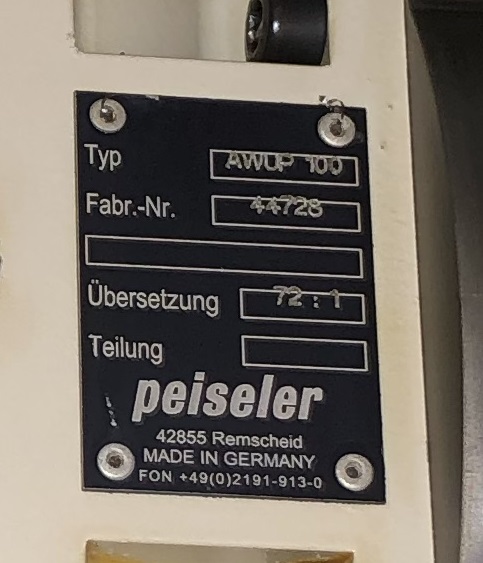 Typ AWUP 100
Fabr.-Nr. 44728
Übersetzung 72 : 1
Teilung
peiseler
42855 Remscheid
MADE IN GERMANY
FON +49(0)2191-913-0